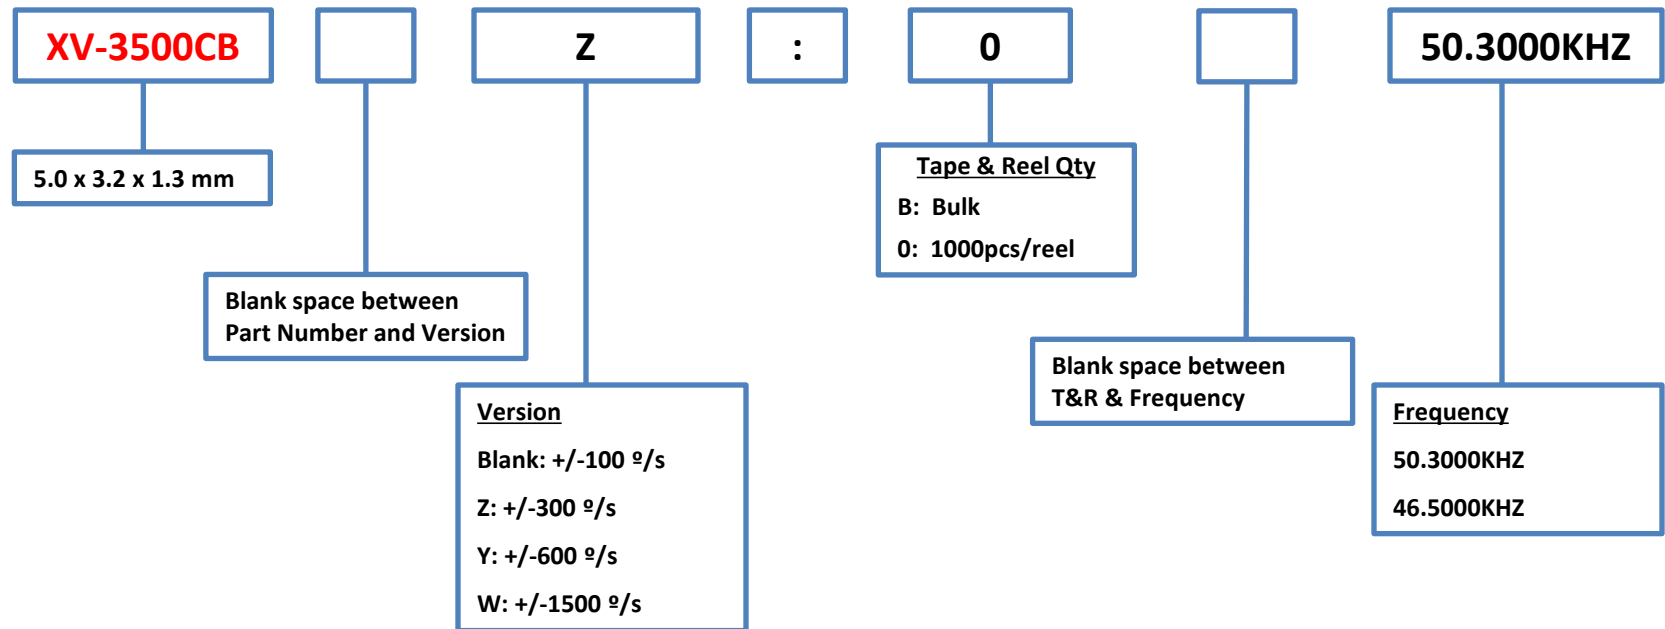 XV-3500CB Z : 0 50.3000KHZ
5.0 x 3.2 x 1.3 mm
Tape & Reel Qty
B: Bulk
0: 1000pcs/reel
Blank space between
Part Number and Version
Blank space between
T&R & Frequency
Version
Blank: +/-100 º/s
Z: +/-300 º/s
Y: +/-600 º/s
W: +/-1500 º/s
Frequency
50.3000KHZ
46.5000KHZ